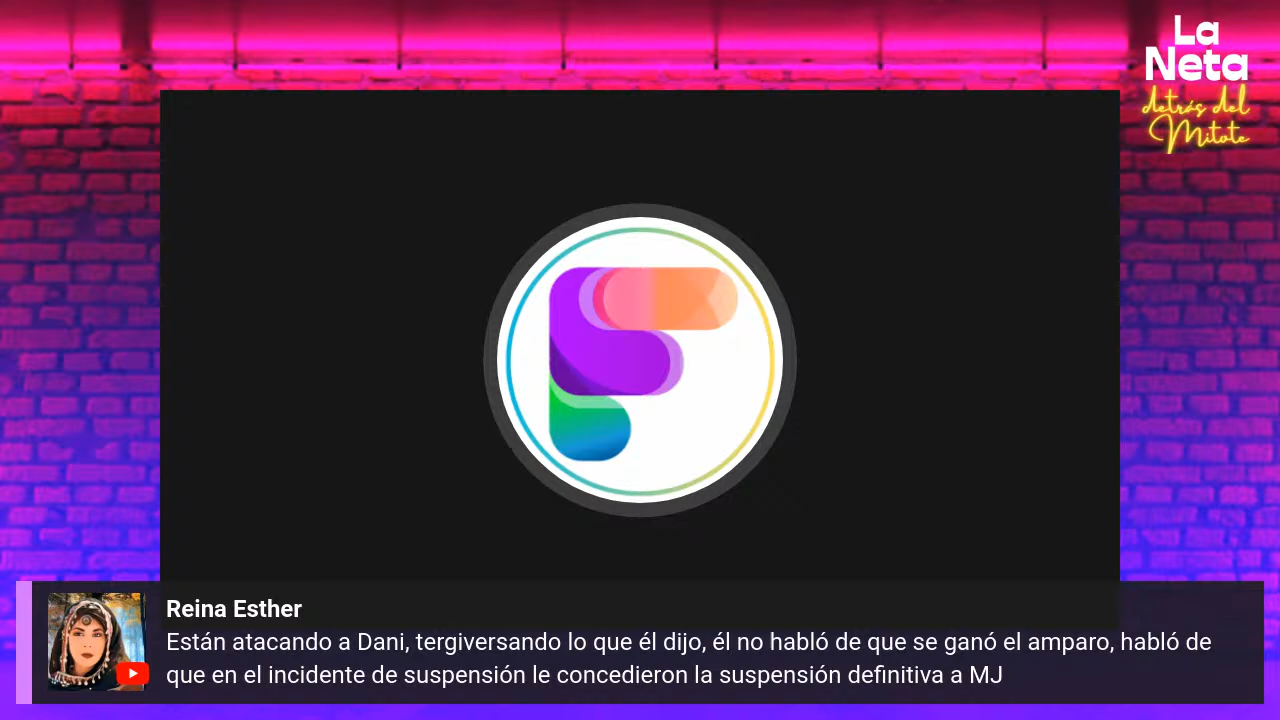 La
Neta
detrás del
Mitote
Reina Esther
Están atacando a Dani, tergiversando lo que él dijo, él no habló de que se ganó el amparo, habló de
que en el incidente de suspensión le concedieron la suspensión definitiva a MJ